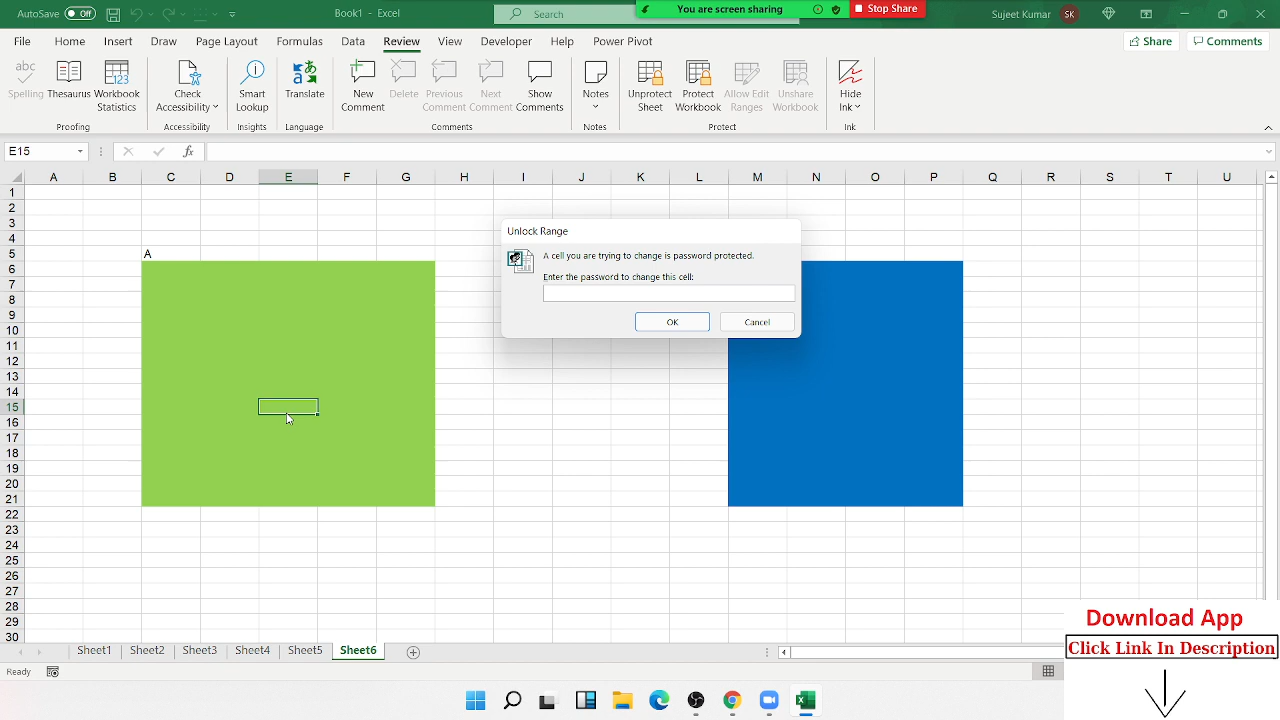 AutoSave Off
Book1 - Excel
Search
You are screen sharing
Stop Share
Sujeet Kumar
SK
File Home Insert Draw Page Layout Formulas Data Review View Developer Help Power Pivot
Share
Comments
abc
Spelling
Thesaurus
123
Workbook Statistics
Proofing
Check Accessibility
Accessibility
Smart Lookup
Insights
Translate
Language
New Comment
Delete
Previous Comment
Next Comment
Show Comments
Comments
Notes
Notes
Unprotect Sheet
Protect Workbook
Allow Edit Ranges
Unshare Workbook
Protect
Hide Ink
Ink
E15
fx
A B C D E F G H I J K L M N O P Q R S T U
1
2
3
4
5
A
6
7
8
9
10
11
12
13
14
15
16
17
18
19
20
21
22
23
24
25
26
27
28
29
30
Unlock Range
A cell you are trying to change is password protected.
Enter the password to change this cell:
OK
Cancel
Sheet1 Sheet2 Sheet3 Sheet4 Sheet5 Sheet6
Ready
Download App
Click Link In Description